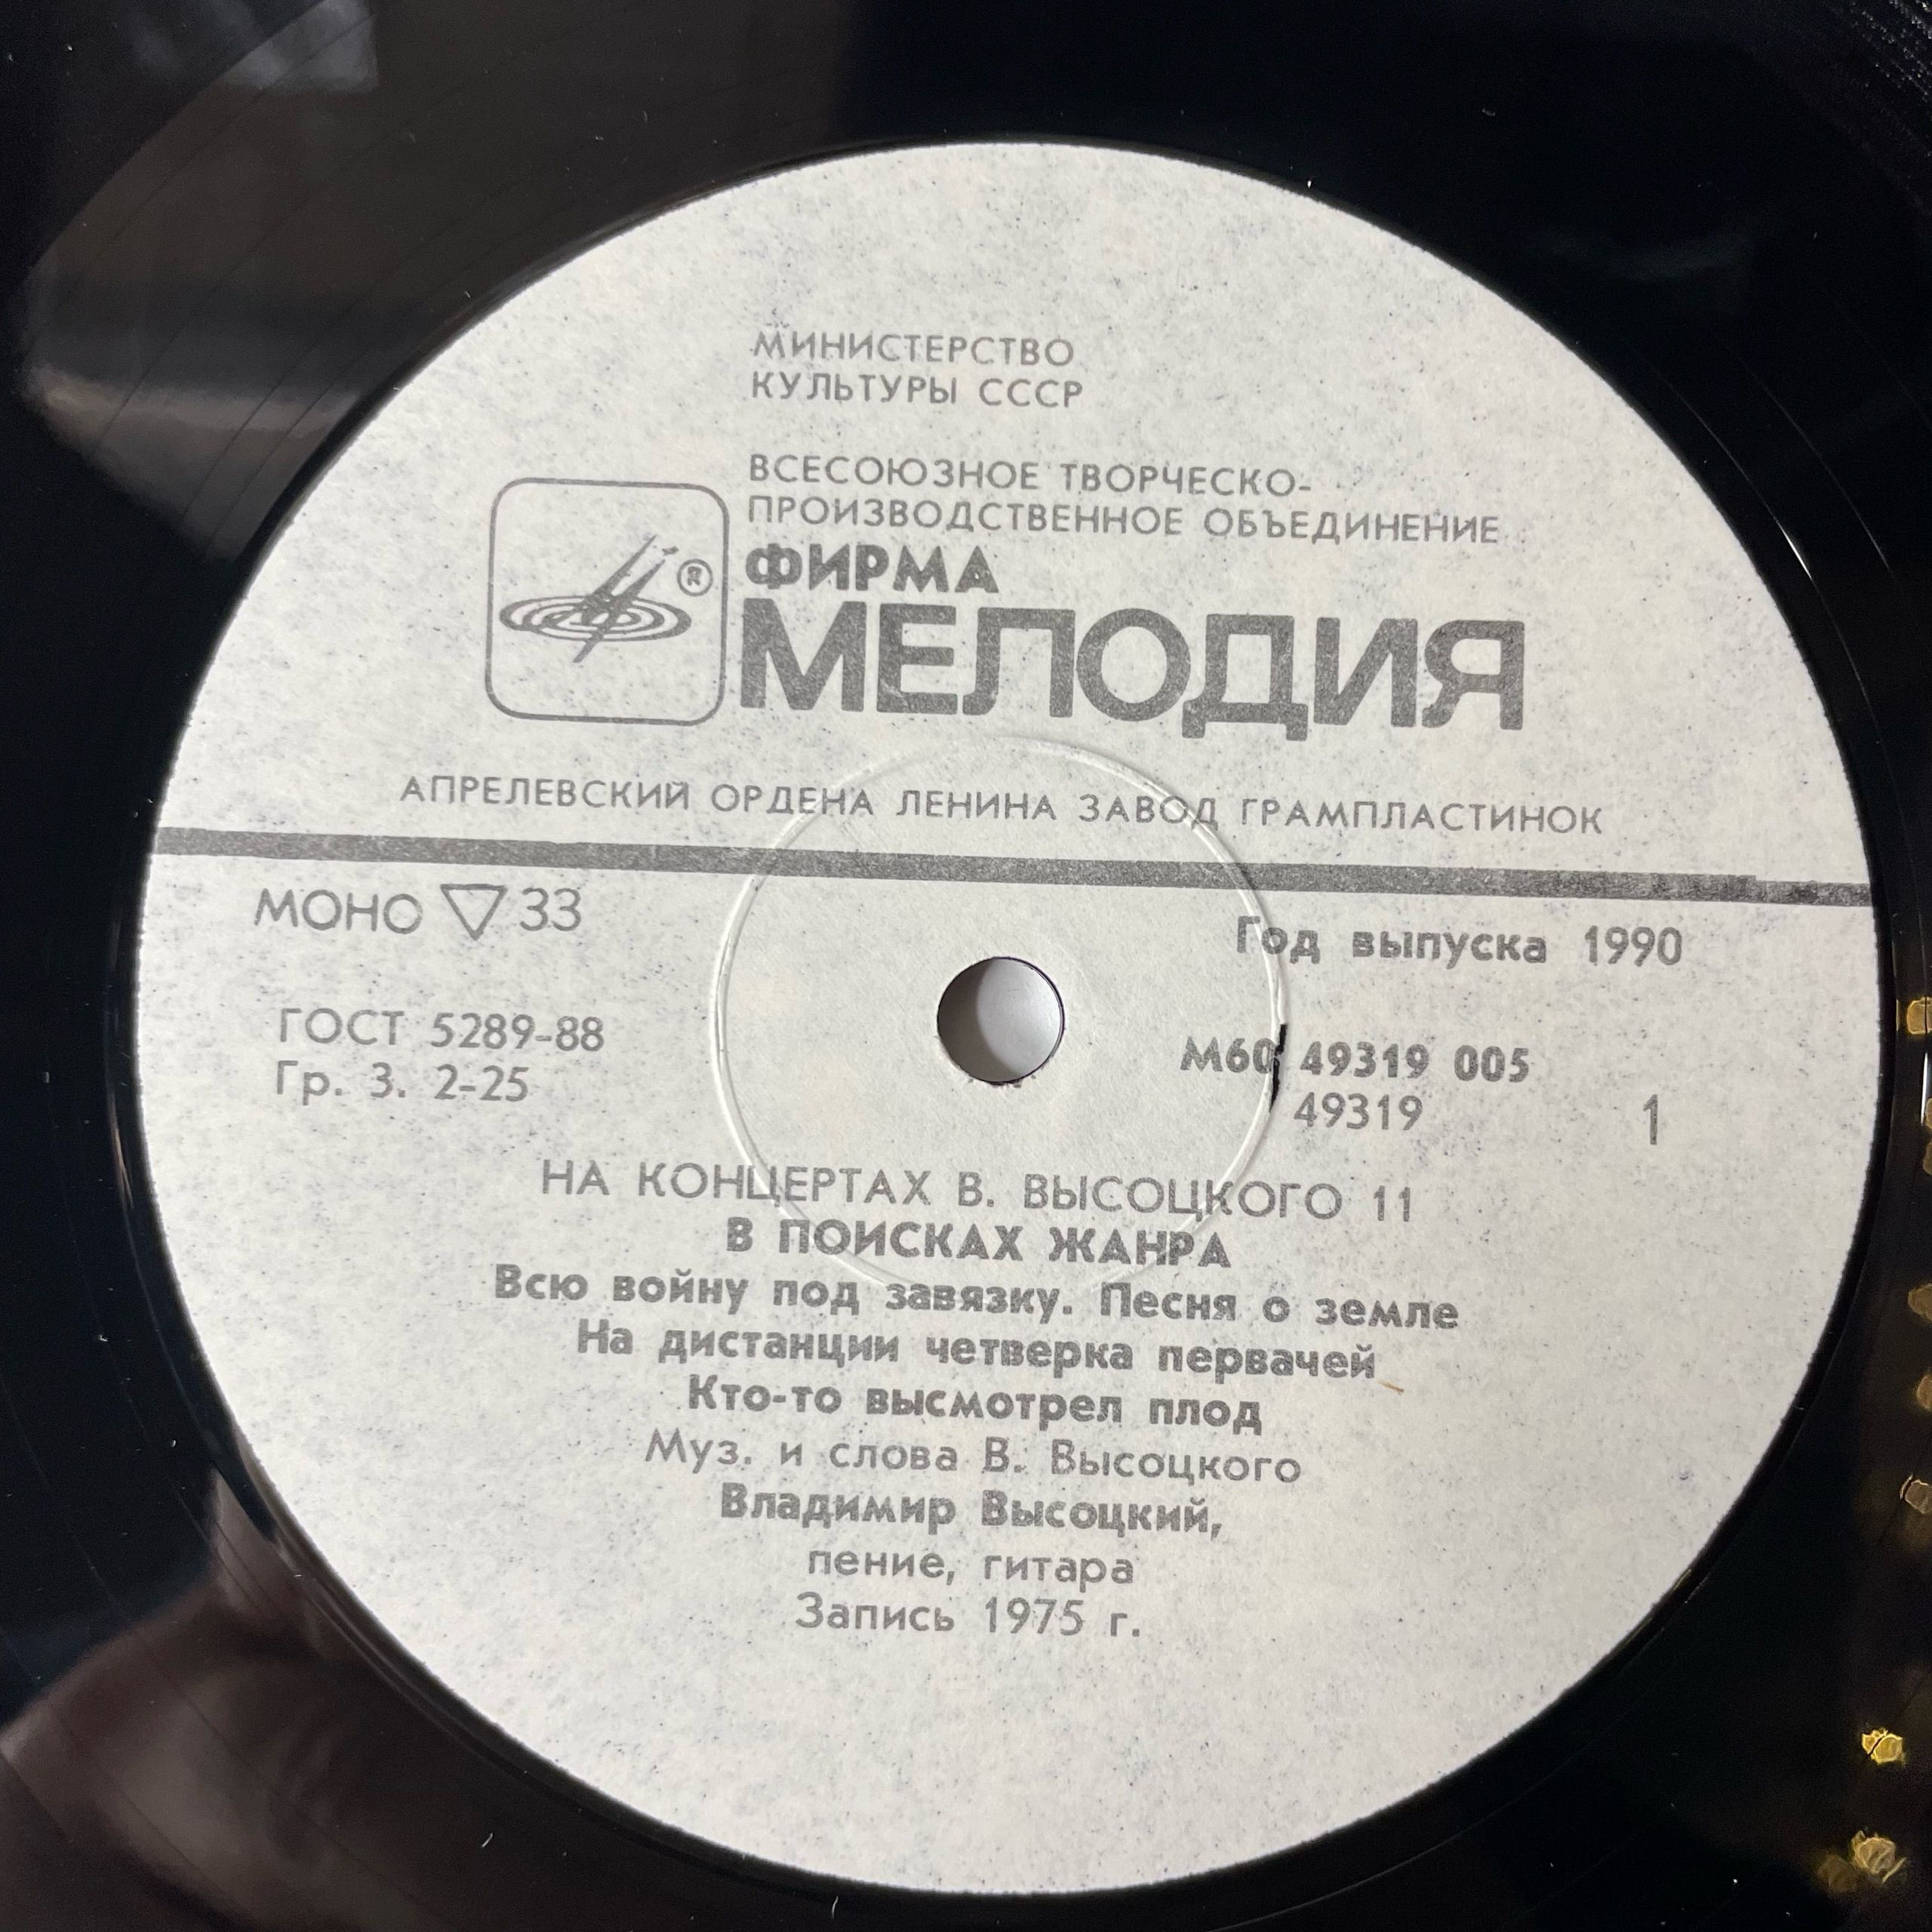 МИНИСТЕРСТВО
КУЛЬТУРЫ СССР
ВСЕСОЮЗНОЕ ТВОРЧЕСКО-
ПРОИЗВОДСТВЕННОЕ ОБЪЕДИНЕНИЕ
®
ФИРМА
МЕЛОДИЯ
АПРЕЛЕВСКИЙ ОРДЕНА ЛЕНИНА ЗАВОД ГРАМПЛАСТИНОК
МОНО ▽ 33
Год выпуска 1990
ГОСТ 5289-88
Гр. 3. 2-25
М60 49319 005
49319
1
НА КОНЦЕРТАХ В. ВЫСОЦКОГО 11
В ПОИСКАХ ЖАНРА
Всю войну под завязку. Песня о земле
На дистанции четверка первачей
Кто-то высмотрел плод
Муз. и слова В. Высоцкого
Владимир Высоцкий,
пение, гитара
Запись 1975 г.